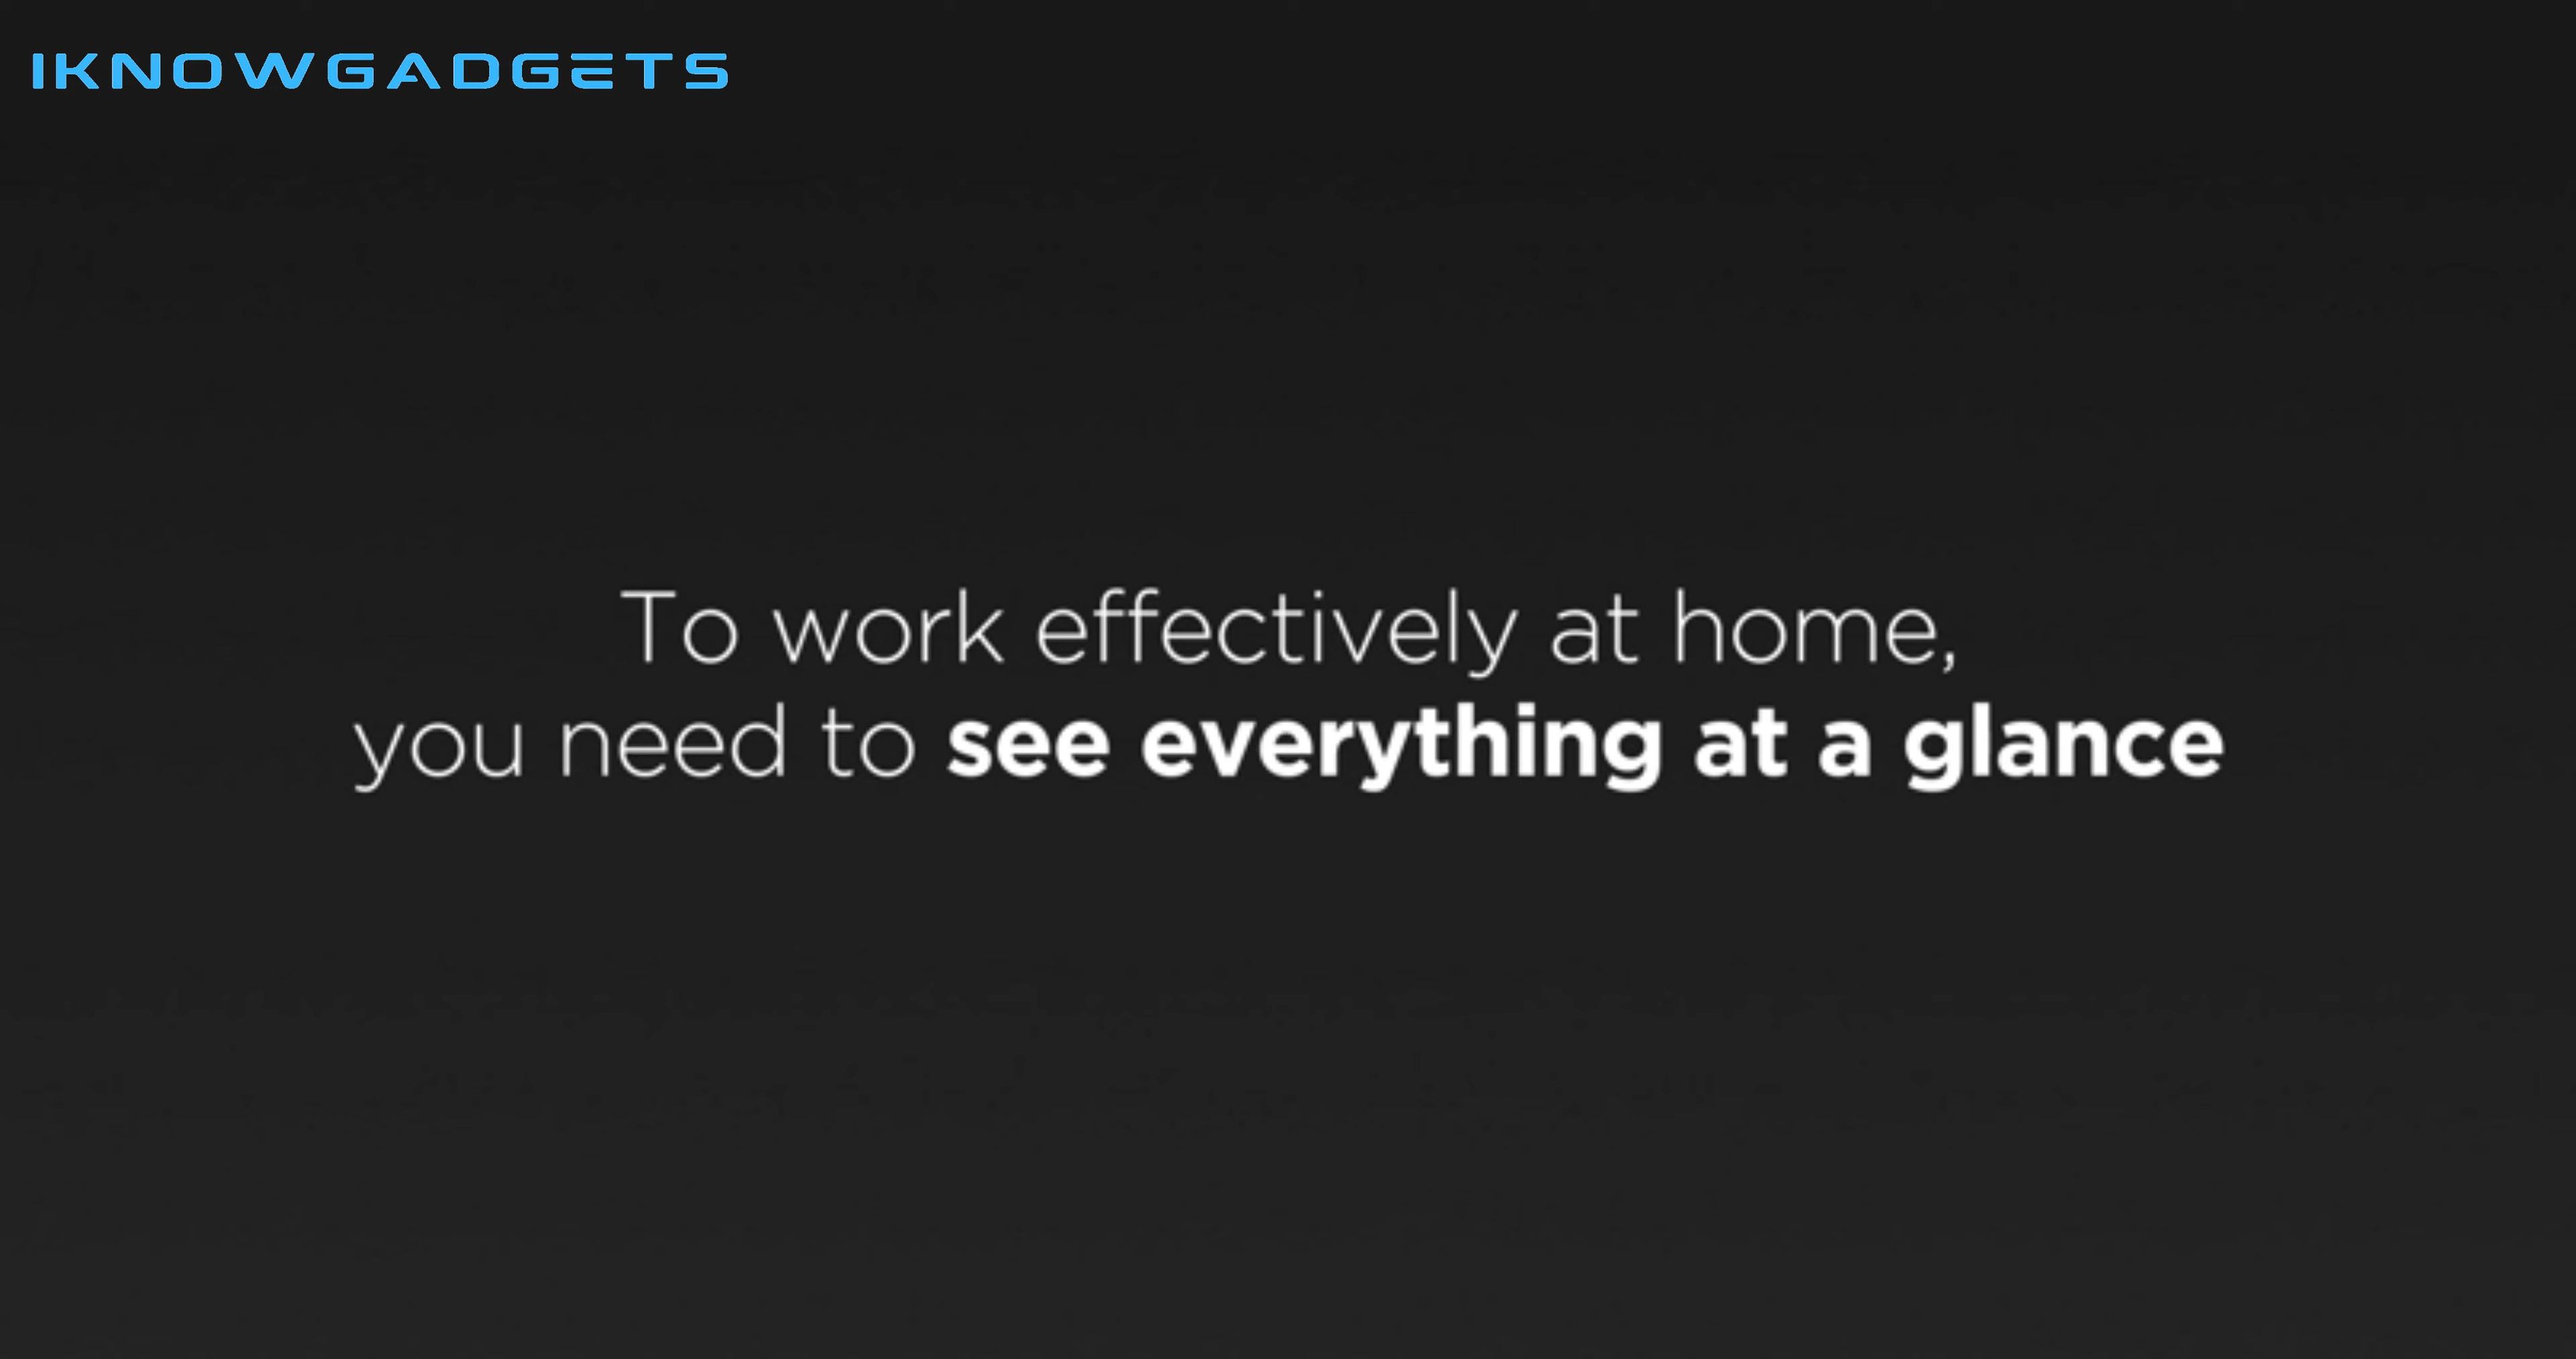 IKNOWGADGETS
To work effectively at home,
you need to see everything at a glance